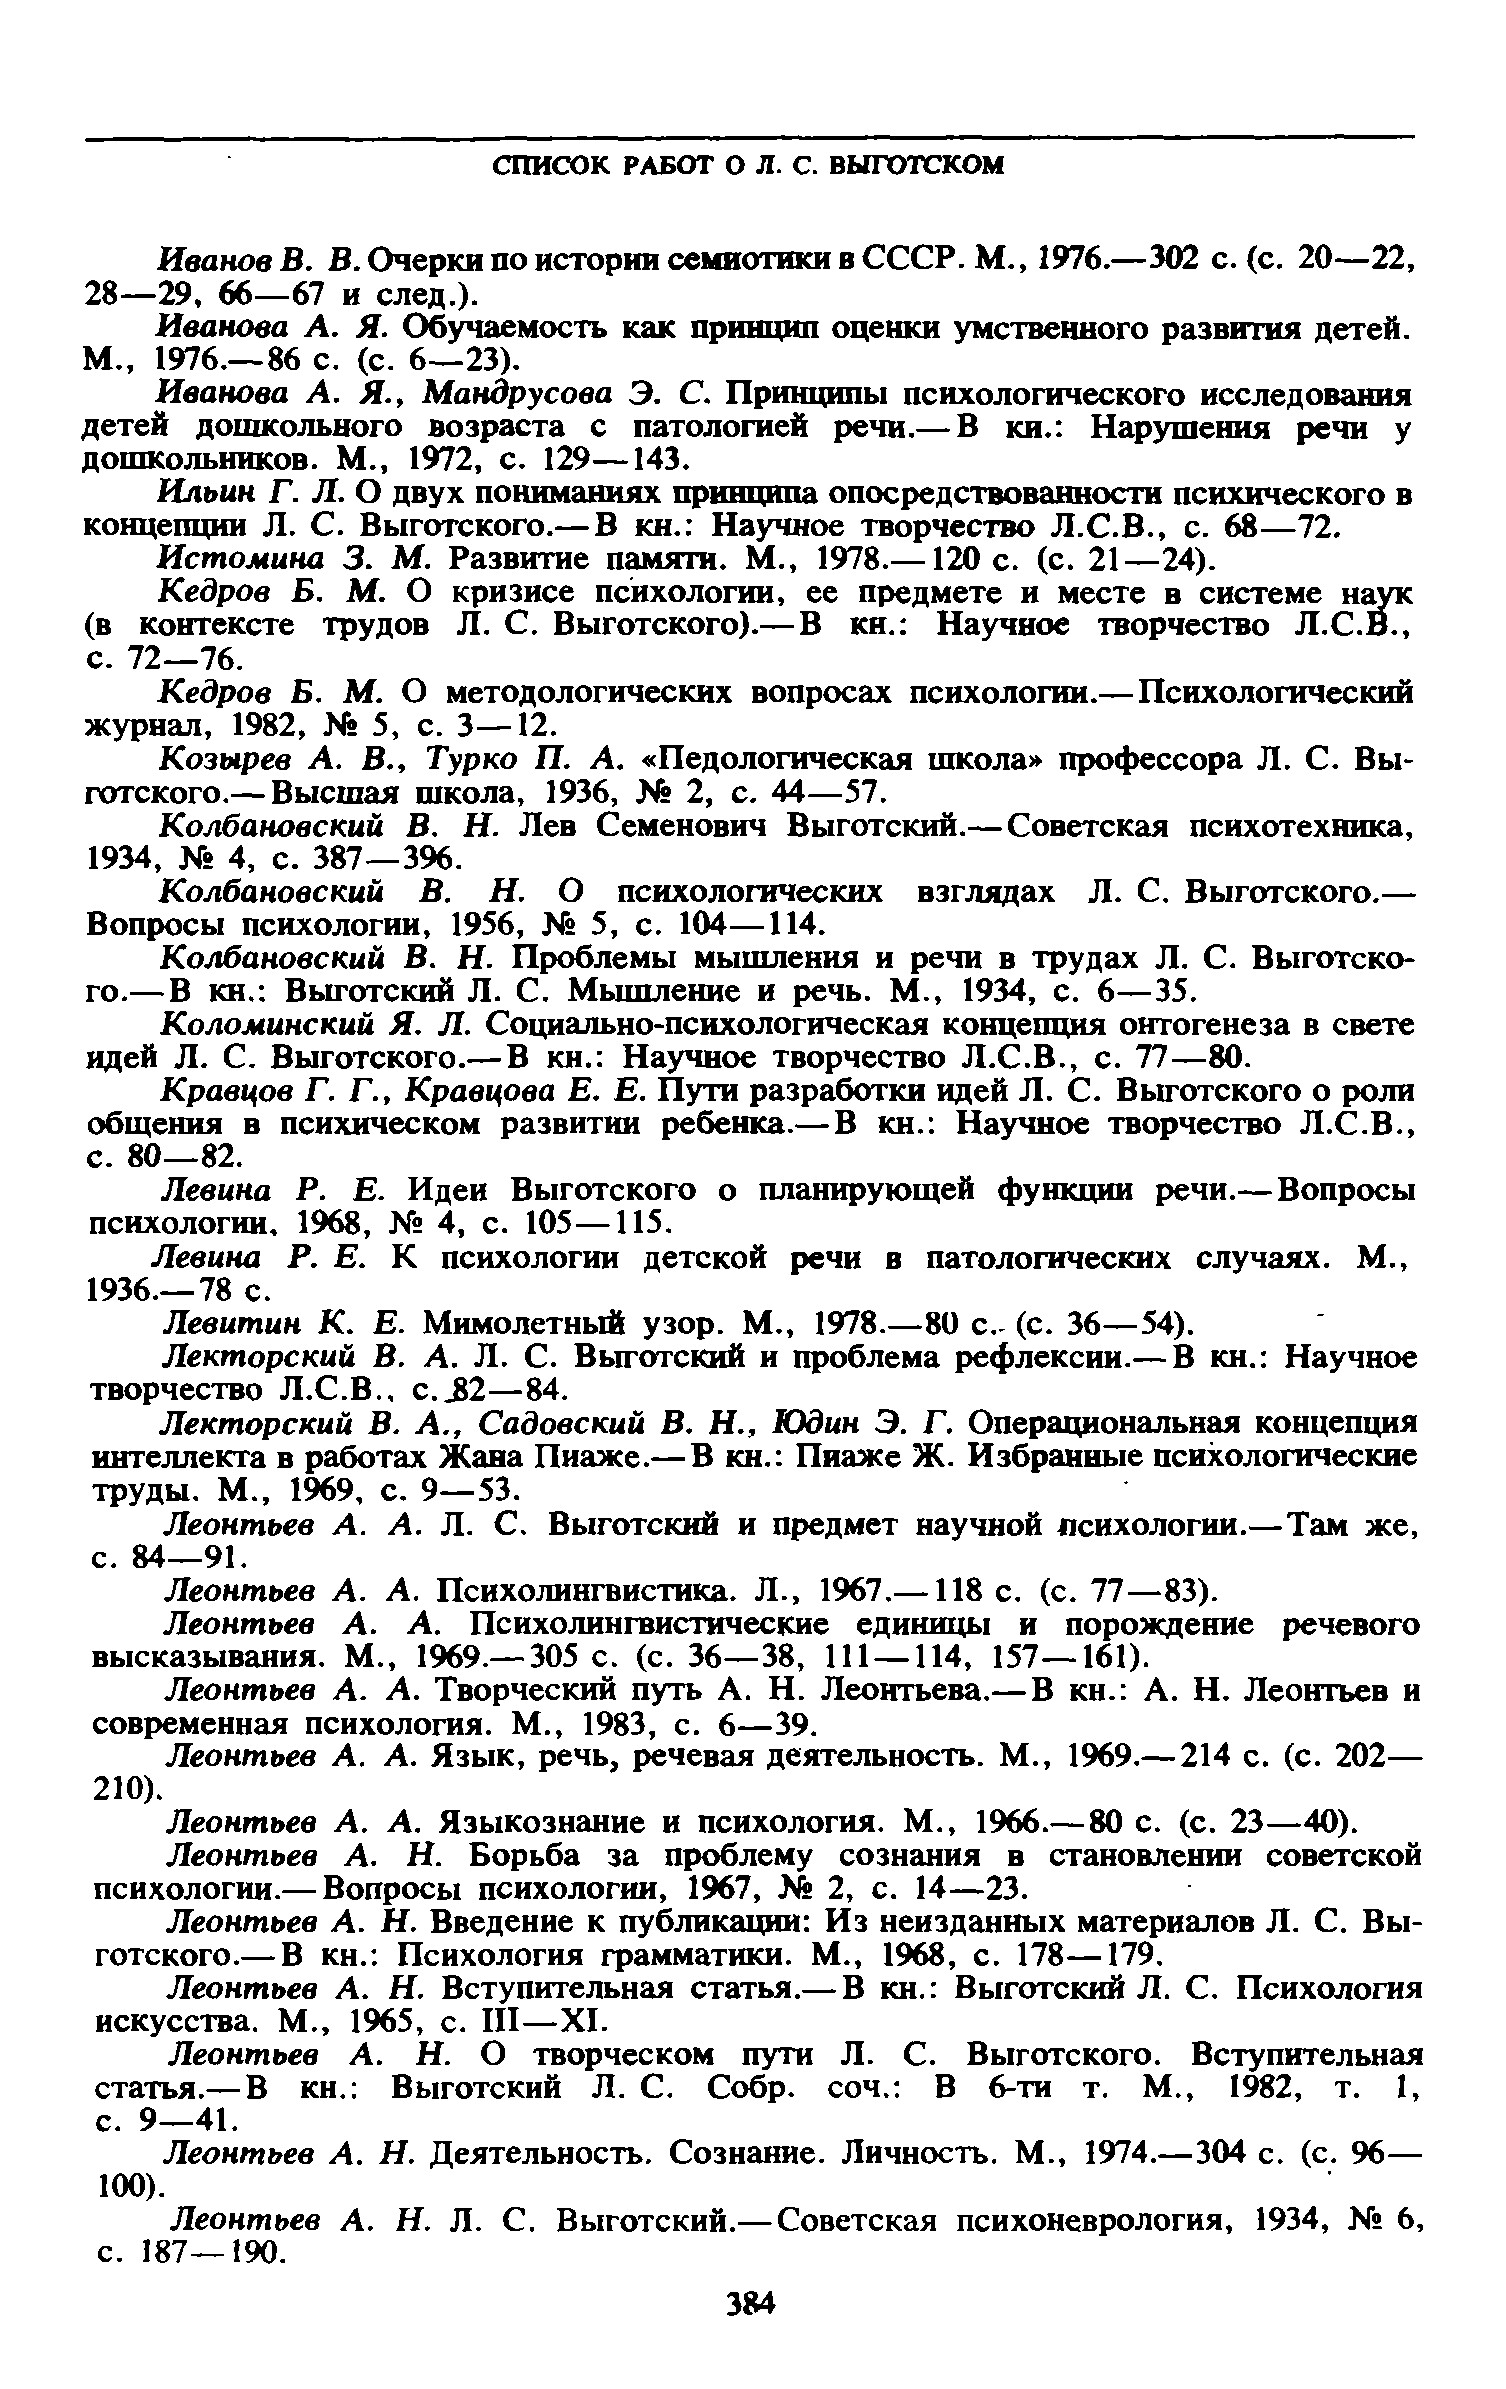 СПИСОК РАБОТ О Л. С. ВЫГОТСКОМ
Иванов В. В. Очерки по истории семиотики в СССР. М., 1976.—302 с. (с. 20—22,
28—29, 66—67 и след.).
Иванова А. Я. Обучаемость как принцип оценки умственного развития детей.
М., 1976.—86 с. (с. 6—23).
Иванова А. Я., Мандрусова Э. С. Принципы психологического исследования
детей дошкольного возраста с патологией речи.—В ки.: Нарушения речи у
дошкольников. М., 1972, с. 129—143.
Ильин Г. Л. О двух пониманиях принципа опосредствованности психического в
концепции Л. С. Выготского.—В кн.: Научное творчество Л.С.В., с. 68—72.
Истомина З. М. Развитие памяти. М., 1978.—120 с. (с. 21—24).
Кедров Б. М. О кризисе психологии, ее предмете и месте в системе наук
(в контексте трудов Л. С. Выготского).—В кн.: Научное творчество Л.С.В.,
с. 72—76.
Кедров Б. М. О методологических вопросах психологии.—Психологический
журнал, 1982, № 5, с. 3—12.
Козырев А. В., Турко П. А. «Педологическая школа» профессора Л. С. Вы-
готского.—Высшая школа, 1936, № 2, с. 44—57.
Колбановский В. Н. Лев Семенович Выготский.—Советская психотехника,
1934, № 4, с. 387—396.
Колбановский В. Н. О психологических взглядах Л. С. Выготского.—
Вопросы психологии, 1956, № 5, с. 104—114.
Колбановский В. Н. Проблемы мышления и речи в трудах Л. С. Выготско-
го.—В кн.: Выготский Л. С. Мышление и речь. М., 1934, с. 6—35.
Коломинский Я. Л. Социально-психологическая концепция онтогенеза в свете
идей Л. С. Выготского.—В кн.: Научное творчество Л.С.В., с. 77—80.
Кравцов Г. Г., Кравцова Е. Е. Пути разработки идей Л. С. Выготского о роли
общения в психическом развитии ребенка.—В кн.: Научное творчество Л.С.В.,
с. 80—82.
Левина Р. Е. Идеи Выготского о планирующей функции речи.—Вопросы
психологии, 1968, № 4, с. 105—115.
Левина Р. Е. К психологии детской речи в патологических случаях. М.,
1936.—78 с.
Левитин К. Е. Мимолетный узор. М., 1978.—80 с. (с. 36—54).
Лекторский В. А. Л. С. Выготский и проблема рефлексии.—В кн.: Научное
творчество Л.С.В., с. 82—84.
Лекторский В. А., Садовский В. Н., Юдин Э. Г. Операциональная концепция
интеллекта в работах Жана Пиаже.—В кн.: Пиаже Ж. Избранные психологические
труды. М., 1969, с. 9—53.
Леонтьев А. А. Л. С. Выготский и предмет научной психологии.—Там же,
с. 84—91.
Леонтьев А. А. Психолингвистика. Л., 1967.—118 с. (с. 77—83).
Леонтьев А. А. Психолингвистические единицы и порождение речевого
высказывания. М., 1969.—305 с. (с. 36—38, 111—114, 157—161).
Леонтьев А. А. Творческий путь А. Н. Леонтьева.—В кн.: А. Н. Леонтьев и
современная психология. М., 1983, с. 6—39.
Леонтьев А. А. Язык, речь, речевая деятельность. М., 1969.—214 с. (с. 202—
210).
Леонтьев А. А. Языкознание и психология. М., 1966.—80 с. (с. 23—40).
Леонтьев А. Н. Борьба за проблему сознания в становлении советской
психологии.—Вопросы психологии, 1967, № 2, с. 14—23.
Леонтьев А. Н. Введение к публикации: Из неизданных материалов Л. С. Вы-
готского.—В кн.: Психология грамматики. М., 1968, с. 178—179.
Леонтьев А. Н. Вступительная статья.—В кн.: Выготский Л. С. Психология
искусства. М., 1965, с. III—XI.
Леонтьев А. Н. О творческом пути Л. С. Выготского. Вступительная
статья.—В кн.: Выготский Л. С. Собр. соч.: В 6-ти т. М., 1982, т. 1,
с. 9—41.
Леонтьев А. Н. Деятельность. Сознание. Личность. М., 1974.—304 с. (с. 96—
100).
Леонтьев А. Н. Л. С. Выготский.—Советская психоневрология, 1934, № 6,
с. 187—190.
384